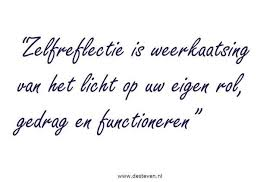 “Zelfreflectie is weerkaatsing
van het licht op uw eigen rol,
gedrag en functioneren”
www.desteven.nl